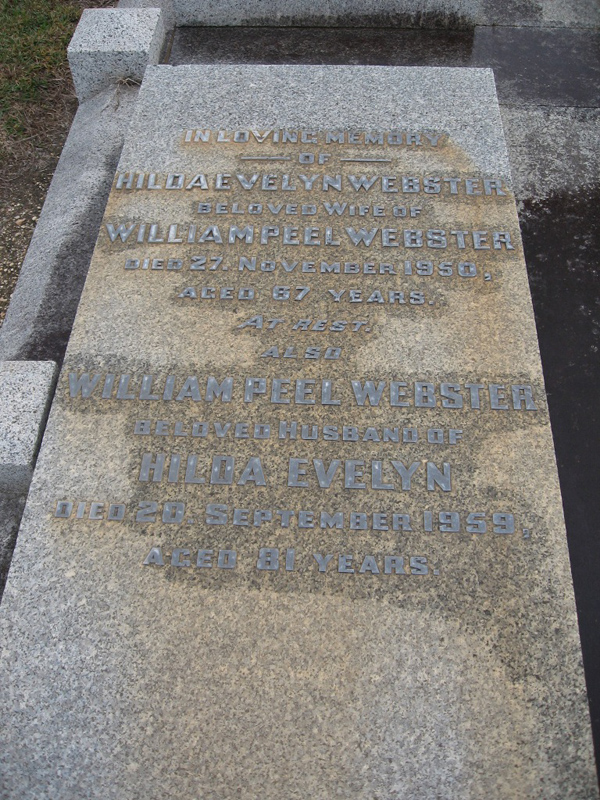 IN LOVING MEMORY
OF
HILDA EVELYN WEBSTER
BELOVED WIFE OF
WILLIAM PEEL WEBSTER
DIED 27. NOVEMBER 1950,
AGED 67 YEARS.
AT REST.
ALSO
WILLIAM PEEL WEBSTER
BELOVED HUSBAND OF
HILDA EVELYN
DIED 20. SEPTEMBER 1959,
AGED 81 YEARS.